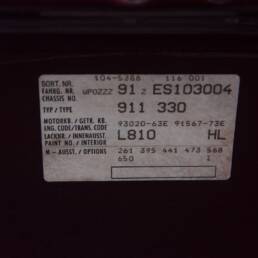 104-5368 116 001
SORT. NR.
FAHRG. NR. WPOZZZ 91 Z ES103004
CHASSIS NO.
TYP / TYPE 911 330
MOTORKB. / GETR. KB. 93020-63E 91567-73E
ENG. CODE/TRANS. CODE
LACKNR. / INNENAUSST. L810 HL
PAINT NO. / INTERIOR
M - AUSST. / OPTIONS 261 395 441 473 568
650 I